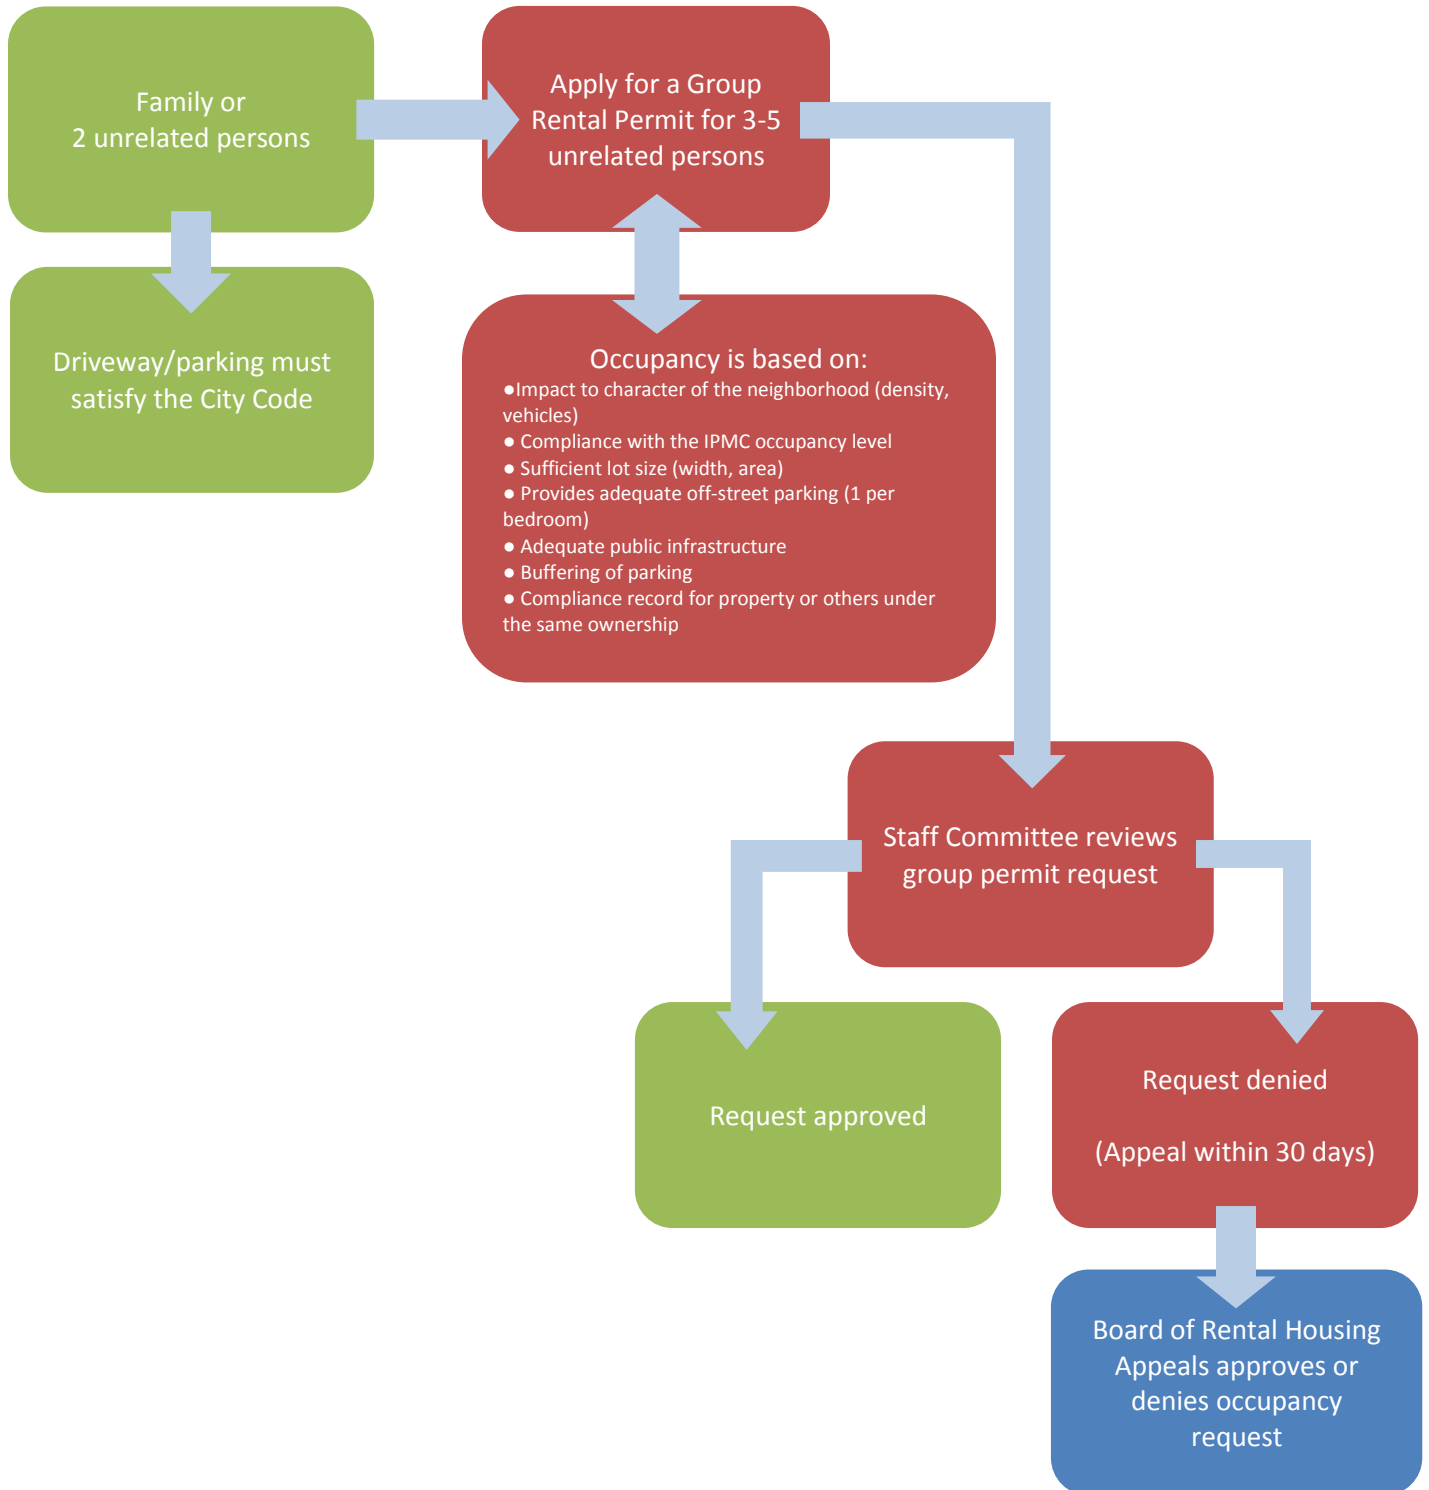 Family or
2 unrelated persons
Apply for a Group
Rental Permit for 3-5
unrelated persons
Driveway/parking must
satisfy the City Code
Occupancy is based on:
●Impact to character of the neighborhood (density,
vehicles)
● Compliance with the IPMC occupancy level
● Sufficient lot size (width, area)
● Provides adequate off-street parking (1 per
bedroom)
● Adequate public infrastructure
● Buffering of parking
● Compliance record for property or others under
the same ownership
Staff Committee reviews
group permit request
Request approved
Request denied
(Appeal within 30 days)
Board of Rental Housing
Appeals approves or
denies occupancy
request